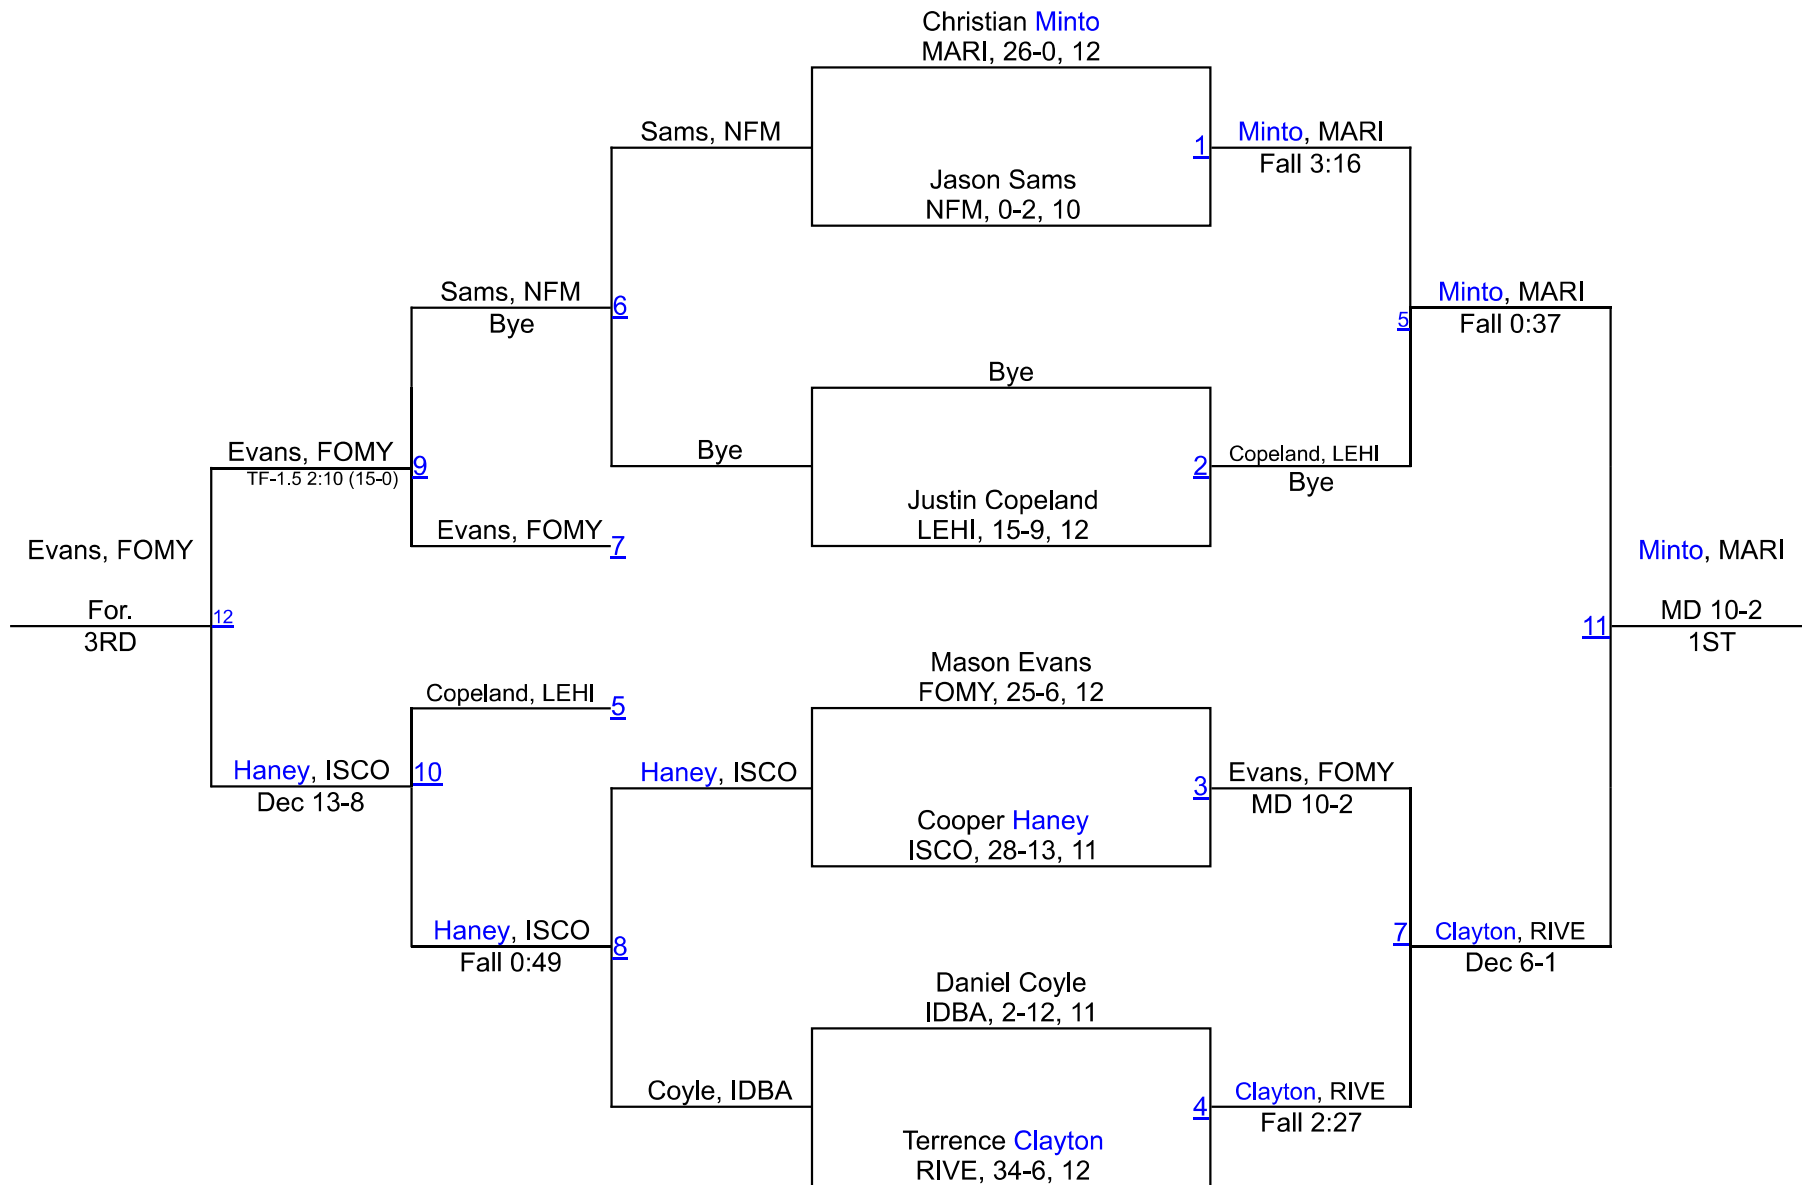 Christian Minto
MARI, 26-0, 12
Sams, NFM
1
Minto, MARI
Fall 3:16
Jason Sams
NFM, 0-2, 10
Sams, NFM
Bye
6
5
Minto, MARI
Fall 0:37
Bye
Evans, FOMY
TF-1.5 2:10 (15-0)
9
Bye
2
Copeland, LEHI
Bye
Justin Copeland
LEHI, 15-9, 12
Evans, FOMY
7
Evans, FOMY
For.
3RD
12
Minto, MARI
MD 10-2
1ST
11
Mason Evans
FOMY, 25-6, 12
Copeland, LEHI
5
Haney, ISCO
Dec 13-8
10
Haney, ISCO
3
Evans, FOMY
MD 10-2
Cooper Haney
ISCO, 28-13, 11
Haney, ISCO
Fall 0:49
8
7
Clayton, RIVE
Dec 6-1
Daniel Coyle
IDBA, 2-12, 11
Coyle, IDBA
4
Clayton, RIVE
Fall 2:27
Terrence Clayton
RIVE, 34-6, 12